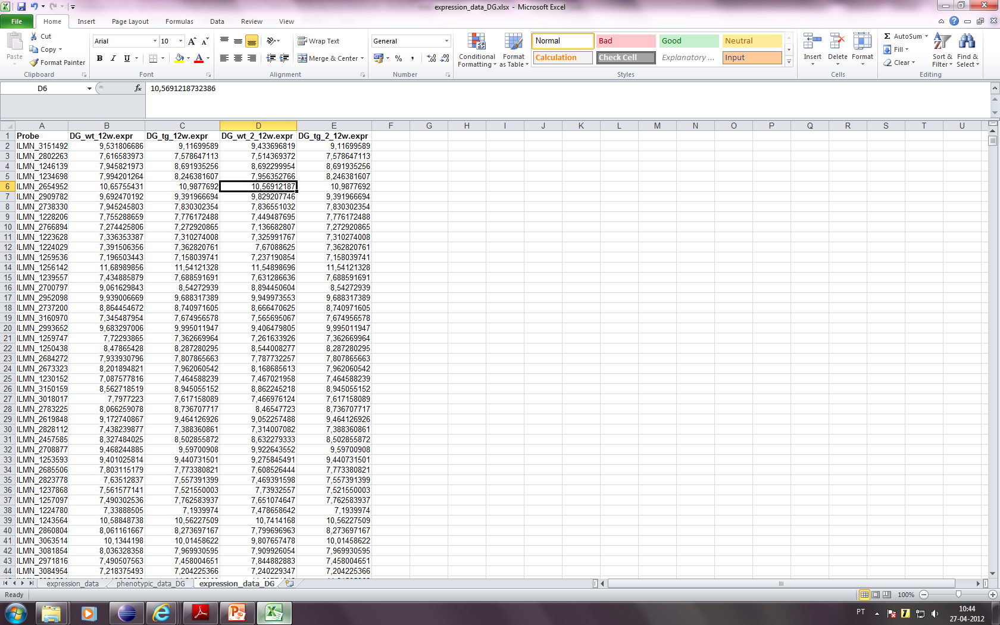 expression_data_DG.xlsx - Microsoft Excel
File Home Insert Page Layout Formulas Data Review View
Paste Cut Copy Format Painter Clipboard
Arial 10 A A B I U A Font
Wrap Text Merge & Center Alignment
General % , Number
Conditional Formatting Format as Table
Normal Bad Good Neutral
Calculation Check Cell Explanatory ... Input
Styles
Insert Delete Format Cells
Σ AutoSum Fill Clear Sort & Filter Find & Select Editing
D6 fx 10,5691218732386
A B C D E F G H I J K L M N O P Q R S T U
1 Probe DG_wt_12w.expr DG_tg_12w.expr DG_wt_2_12w.expr DG_tg_2_12w.expr
2 ILMN_3151492 9,531806686 9,11699589 9,433696819 9,11699589
3 ILMN_2802263 7,616583973 7,578647113 7,514369372 7,578647113
4 ILMN_1246139 7,945821973 8,691935256 8,692299954 8,691935256
5 ILMN_1234698 7,994201264 8,246381607 7,956352766 8,246381607
6 ILMN_2654952 10,65755431 10,9877692 10,56912187 10,9877692
7 ILMN_2909782 9,692470192 9,391966694 9,829207746 9,391966694
8 ILMN_2738330 7,945245803 7,830302354 7,836551032 7,830302354
9 ILMN_1228206 7,755288659 7,776172488 7,449487695 7,776172488
10 ILMN_2766894 7,274425806 7,272920865 7,136682807 7,272920865
11 ILMN_1223628 7,336353387 7,310274008 7,325991767 7,310274008
12 ILMN_1224029 7,391506356 7,362820761 7,67088625 7,362820761
13 ILMN_1259536 7,196503443 7,158039741 7,237190854 7,158039741
14 ILMN_1256142 11,68989856 11,54121328 11,54898696 11,54121328
15 ILMN_1239557 7,434885879 7,688591691 7,631286636 7,688591691
16 ILMN_2700797 9,061629843 8,54272939 8,894450604 8,54272939
17 ILMN_2952098 9,939006669 9,688317389 9,949973553 9,688317389
18 ILMN_2737200 8,864454672 8,740971605 8,666470625 8,740971605
19 ILMN_3160970 7,345487954 7,674956578 7,565695067 7,674956578
20 ILMN_2993652 9,683297006 9,995011947 9,406479805 9,995011947
21 ILMN_1259747 7,72293865 7,362669964 7,261633926 7,362669964
22 ILMN_1250438 8,47865428 8,287280295 8,544008277 8,287280295
23 ILMN_2684272 7,933930796 7,807865663 7,787732257 7,807865663
24 ILMN_2673323 8,201894821 7,962060542 8,168685613 7,962060542
25 ILMN_1230152 7,087577816 7,464588239 7,467021958 7,464588239
26 ILMN_3150159 8,562718519 8,945055152 8,862245218 8,945055152
27 ILMN_3018017 7,7977223 7,617158089 7,466976124 7,617158089
28 ILMN_2783225 8,066259078 8,736707717 8,46547723 8,736707717
29 ILMN_2619848 9,172740867 9,464126926 9,052257488 9,464126926
30 ILMN_2828112 7,438239877 7,388360861 7,314007082 7,388360861
31 ILMN_2457585 8,327484025 8,502855872 8,632279333 8,502855872
32 ILMN_2708877 9,468244885 9,59700908 9,922643552 9,59700908
33 ILMN_1253593 9,401025814 9,440731501 9,275845491 9,440731501
34 ILMN_2685506 7,803115179 7,773380821 7,608526444 7,773380821
35 ILMN_2823778 7,63512837 7,557391399 7,469391598 7,557391399
36 ILMN_1237868 7,561577141 7,521550003 7,73932557 7,521550003
37 ILMN_1257097 7,490302536 7,762583937 7,651074647 7,762583937
38 ILMN_1224780 7,33888505 7,1939974 7,478658642 7,1939974
39 ILMN_1243564 10,58848738 10,56227509 10,7414168 10,56227509
40 ILMN_2860804 8,061161667 8,273697167 7,799696963 8,273697167
41 ILMN_3063514 10,1344198 10,01458622 9,807657478 10,01458622
42 ILMN_3081854 8,036328358 7,969930595 7,909926054 7,969930595
43 ILMN_2971816 7,490507563 7,458004651 7,844882883 7,458004651
44 ILMN_3084954 7,218375493 7,204225366 7,240229347 7,204225366
expression_data phenotypic_data_DG expression_data_DG
Ready 100%
PT 10:44
27-04-2012